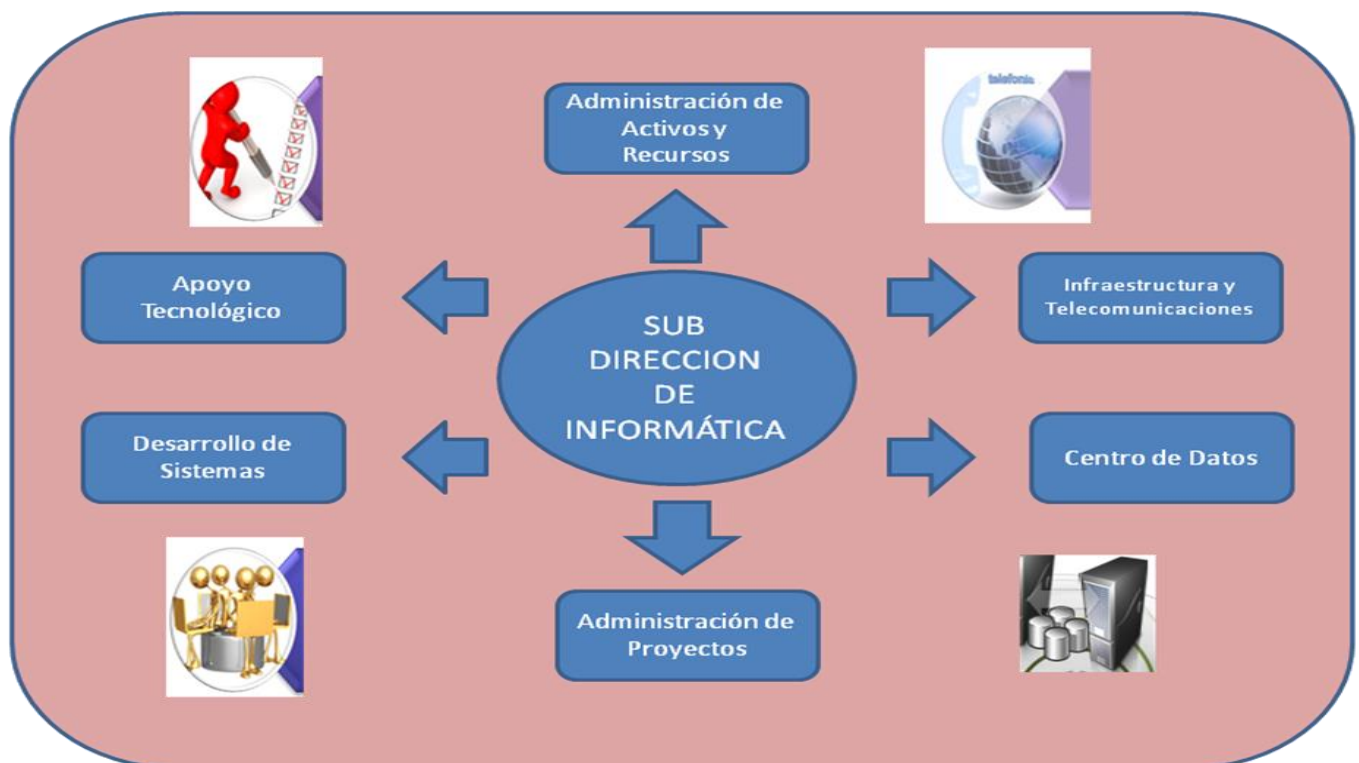 telefonia
Administración de
Activos y
Recursos
Apoyo
Tecnológico
Infraestructura y
Telecomunicaciones
SUB
DIRECCION
DE
INFORMÁTICA
Desarrollo de
Sistemas
Centro de Datos
Administración de
Proyectos